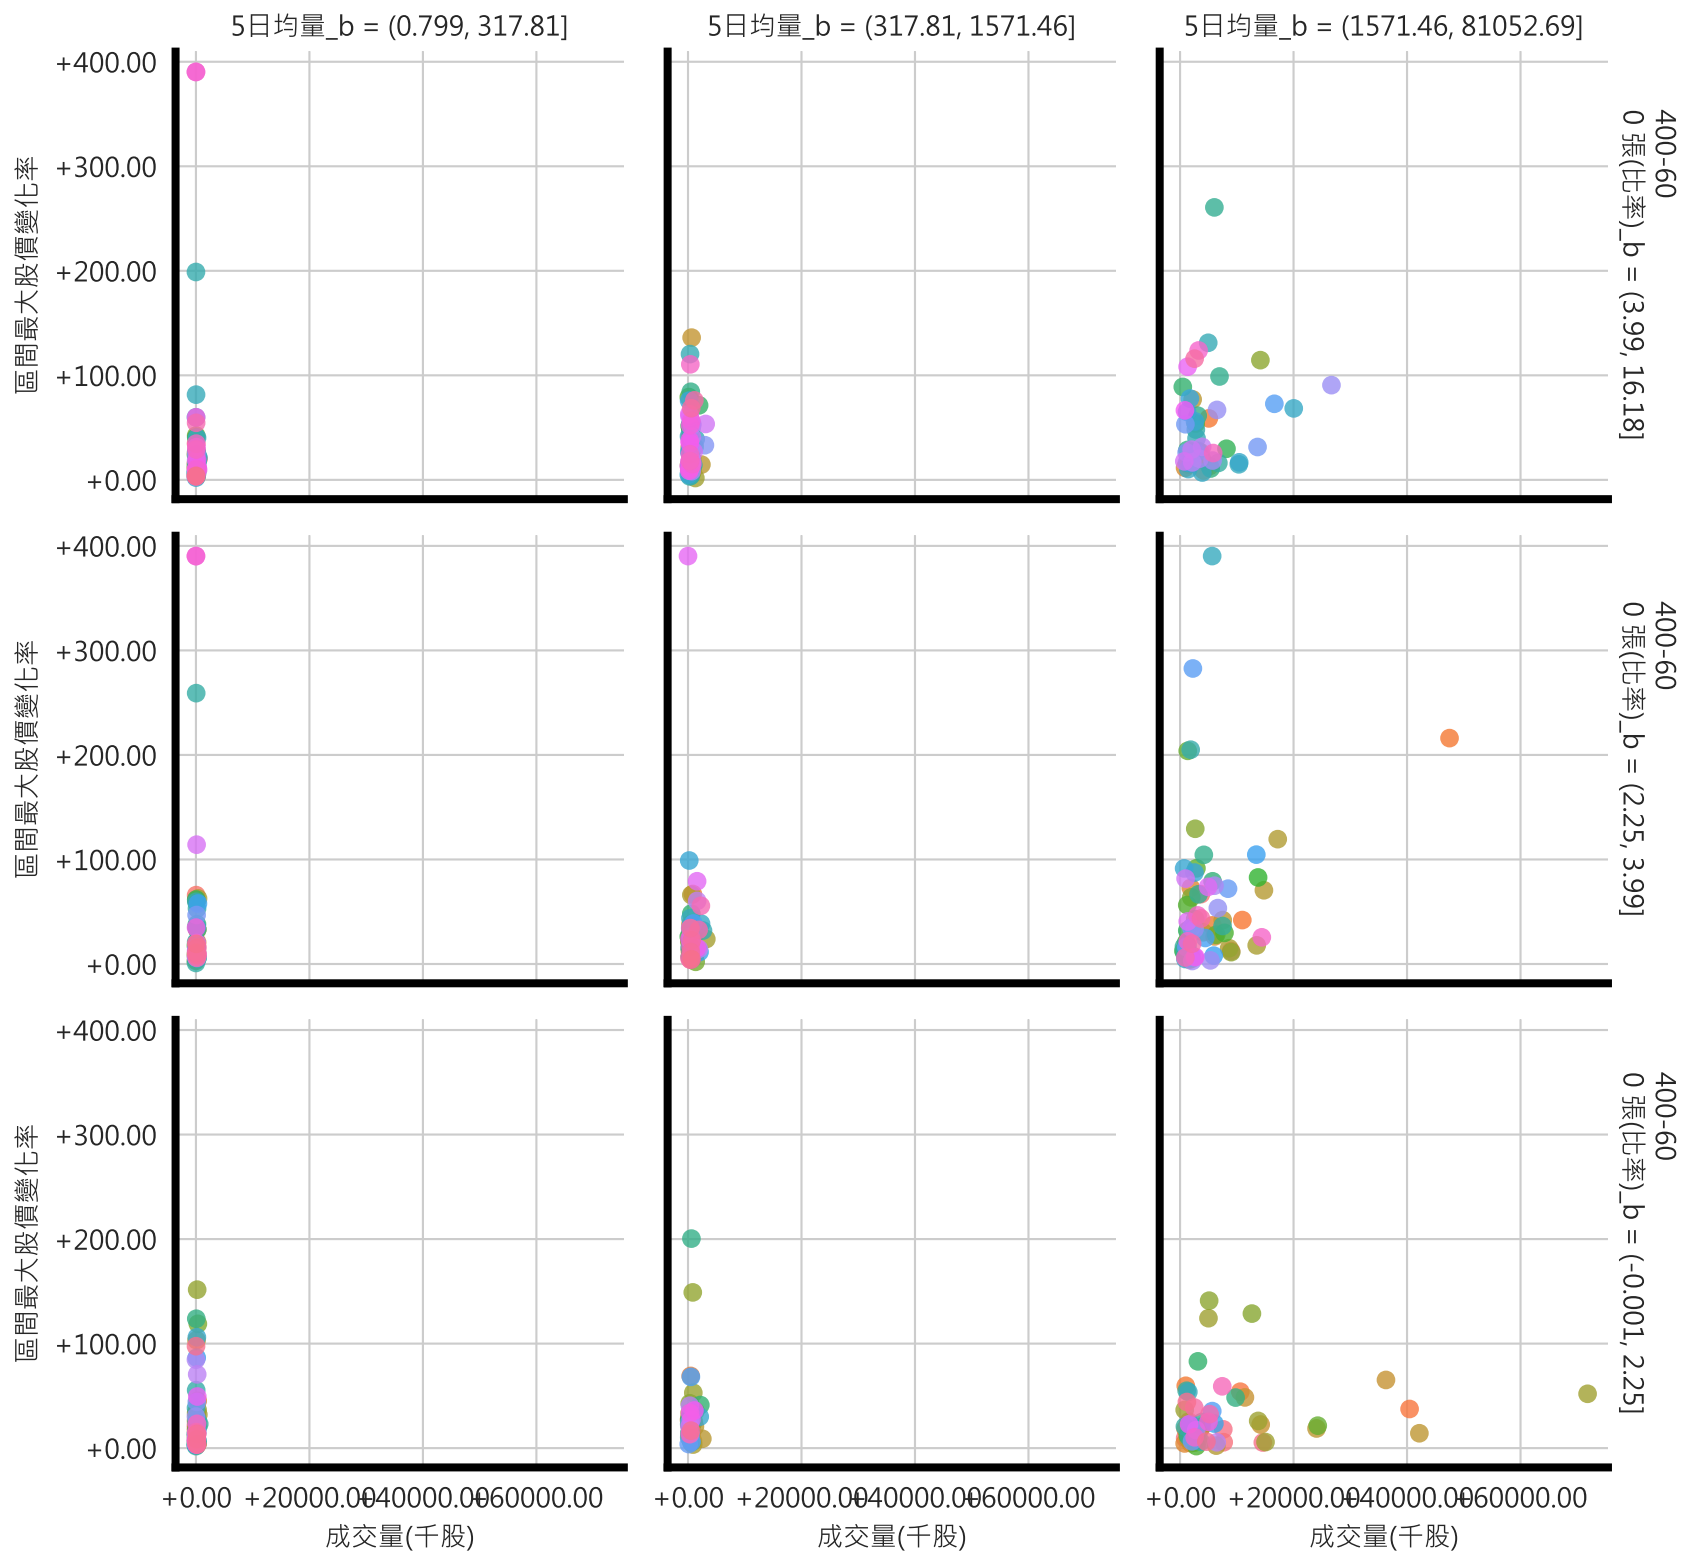 5日均量_b = (0.799, 317.81]
5日均量_b = (317.81, 1571.46]
5日均量_b = (1571.46, 81052.69]
+400.00
+300.00
+200.00
+100.00
+0.00
區間最大股價變化率
400-60
0 張(比率)_b = (3.99, 16.18]
+400.00
+300.00
+200.00
+100.00
+0.00
區間最大股價變化率
400-60
0 張(比率)_b = (2.25, 3.99]
+400.00
+300.00
+200.00
+100.00
+0.00
區間最大股價變化率
400-60
0 張(比率)_b = (-0.001, 2.25]
+0.00 +20000.00 +40000.00 +60000.00
+0.00 +20000.00 +40000.00 +60000.00
+0.00 +20000.00 +40000.00 +60000.00
成交量(千股)
成交量(千股)
成交量(千股)